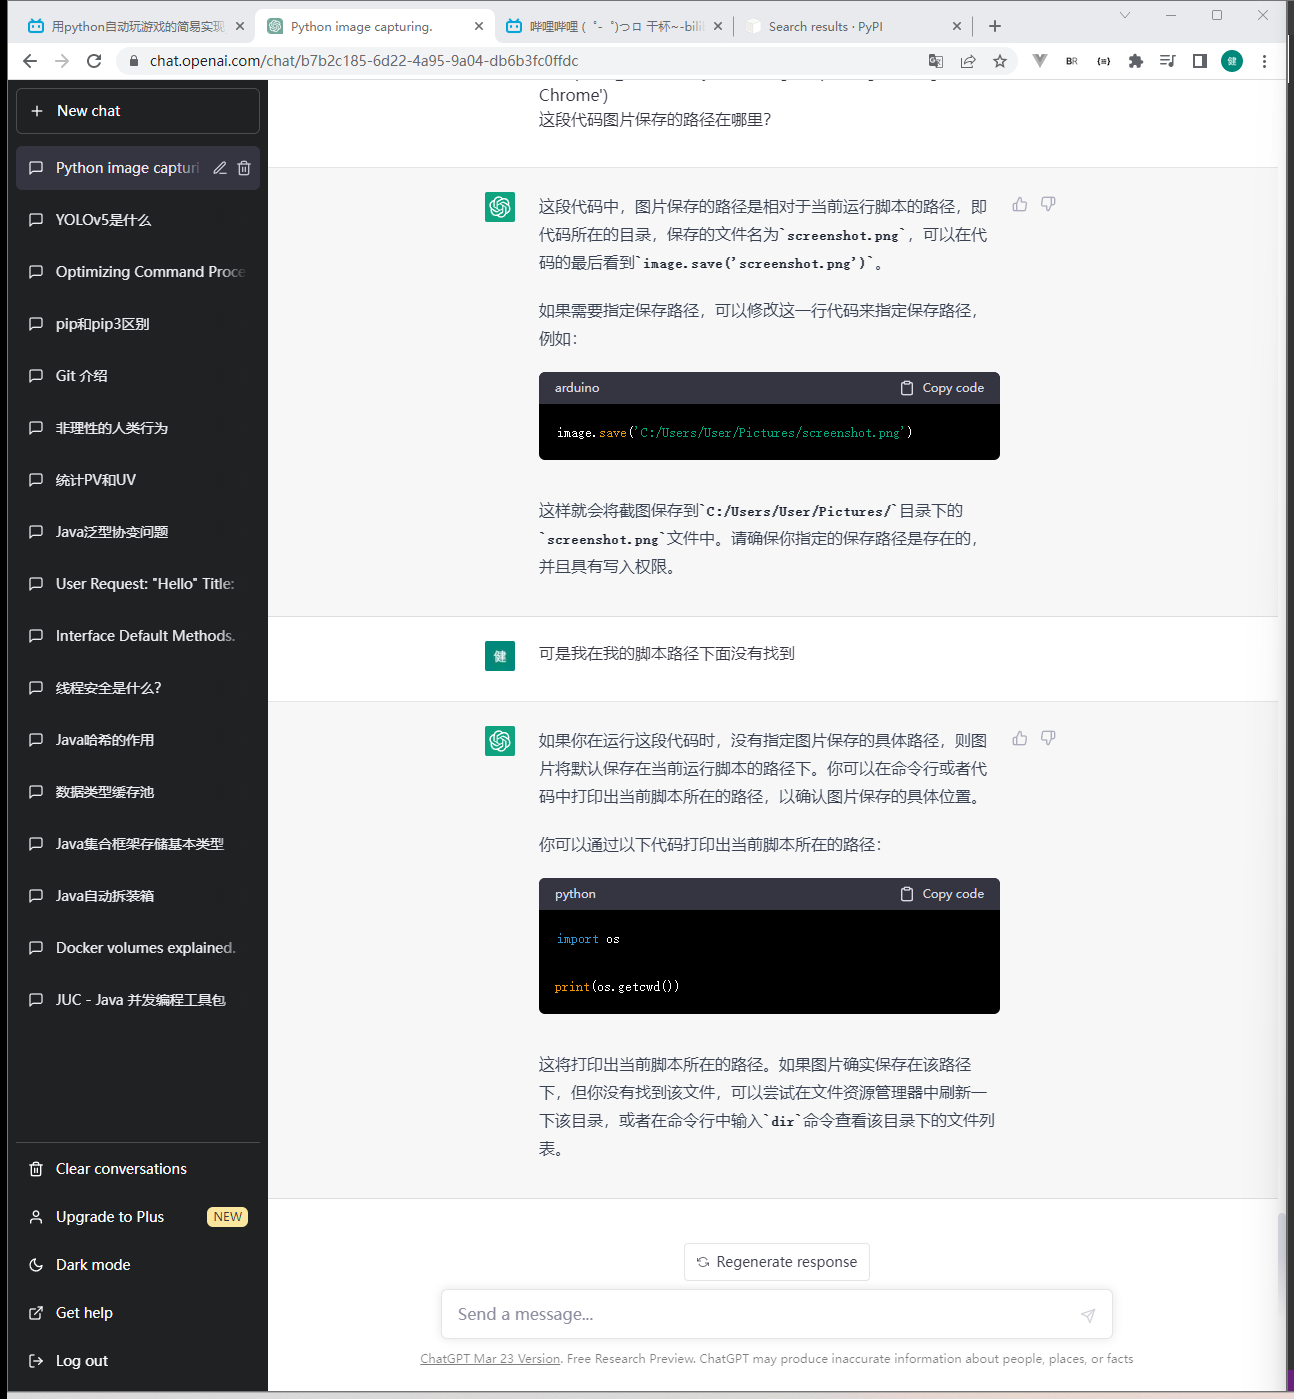 用python自动玩游戏的简易实现
Python image capturing.
哔哩哔哩 (゜-゜)つロ 干杯~-bili
Search results · PyPI
chat.openai.com/chat/b7b2c185-6d22-4a95-9a04-db6b3fc0ffdc
BR
健
New chat
Python image capturi
YOLOv5是什么
Optimizing Command Proce
pip和pip3区别
Git 介绍
非理性的人类行为
统计PV和UV
Java泛型协变问题
User Request: "Hello" Title:
Interface Default Methods.
线程安全是什么?
Java哈希的作用
数据类型缓存池
Java集合框架存储基本类型
Java自动拆装箱
Docker volumes explained.
JUC - Java 并发编程工具包
Clear conversations
Upgrade to Plus
NEW
Dark mode
Get help
Log out
Chrome')
这段代码图片保存的路径在哪里?
这段代码中，图片保存的路径是相对于当前运行脚本的路径，即
代码所在的目录，保存的文件名为`screenshot.png`，可以在代
码的最后看到`image.save('screenshot.png')`。
如果需要指定保存路径，可以修改这一行代码来指定保存路径，
例如：
arduino
Copy code
image.save('C:/Users/User/Pictures/screenshot.png')
这样就会将截图保存到`C:/Users/User/Pictures/`目录下的
`screenshot.png`文件中。请确保你指定的保存路径是存在的，
并且具有写入权限。
健
可是我在我的脚本路径下面没有找到
如果你在运行这段代码时，没有指定图片保存的具体路径，则图
片将默认保存在当前运行脚本的路径下。你可以在命令行或者代
码中打印出当前脚本所在的路径，以确认图片保存的具体位置。
你可以通过以下代码打印出当前脚本所在的路径：
python
Copy code
import os
print(os.getcwd())
这将打印出当前脚本所在的路径。如果图片确实保存在该路径
下，但你没有找到该文件，可以尝试在文件资源管理器中刷新一
下该目录，或者在命令行中输入`dir`命令查看该目录下的文件列
表。
Regenerate response
Send a message...
ChatGPT Mar 23 Version. Free Research Preview. ChatGPT may produce inaccurate information about people, places, or facts